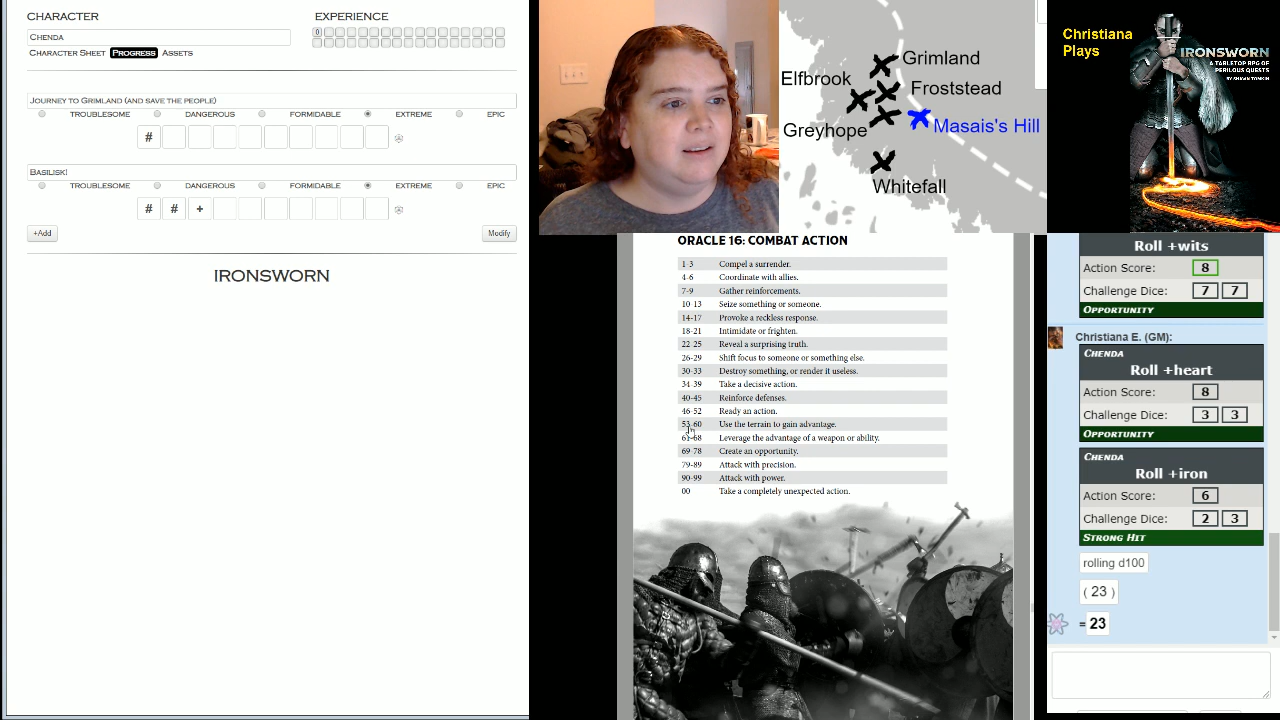 CHARACTER
EXPERIENCE
CHENDA
0
CHARACTER SHEET PROGRESS ASSETS
JOURNEY TO GRIMLAND (AND SAVE THE PEOPLE)
TROUBLESOME DANGEROUS FORMIDABLE EXTREME EPIC
#
BASILISK
TROUBLESOME DANGEROUS FORMIDABLE EXTREME EPIC
# # +
+Add
Modify
IRONSWORN
Elfbrook
Grimland
Froststead
Greyhope
Masais's Hill
Whitefall
Christiana
Plays
IRONSWORN
A TABLETOP RPG OF
PERILOUS QUESTS
BY SHAWN TOMKIN
ORACLE 16: COMBAT ACTION
1-3 Compel a surrender.
4-6 Coordinate with allies.
7-9 Gather reinforcements.
10-13 Seize something or someone.
14-17 Provoke a reckless response.
18-21 Intimidate or frighten.
22-25 Reveal a surprising truth.
26-29 Shift focus to someone or something else.
30-33 Destroy something, or render it useless.
34-39 Take a decisive action.
40-45 Reinforce defenses.
46-52 Ready an action.
53-60 Use the terrain to gain advantage.
61-68 Leverage the advantage of a weapon or ability.
69-78 Create an opportunity.
79-89 Attack with precision.
90-99 Attack with power.
00 Take a completely unexpected action.
Roll +wits
Action Score: 8
Challenge Dice: 7 7
OPPORTUNITY
Christiana E. (GM):
CHENDA
Roll +heart
Action Score: 8
Challenge Dice: 3 3
OPPORTUNITY
CHENDA
Roll +iron
Action Score: 6
Challenge Dice: 2 3
STRONG HIT
rolling d100
( 23 )
=23